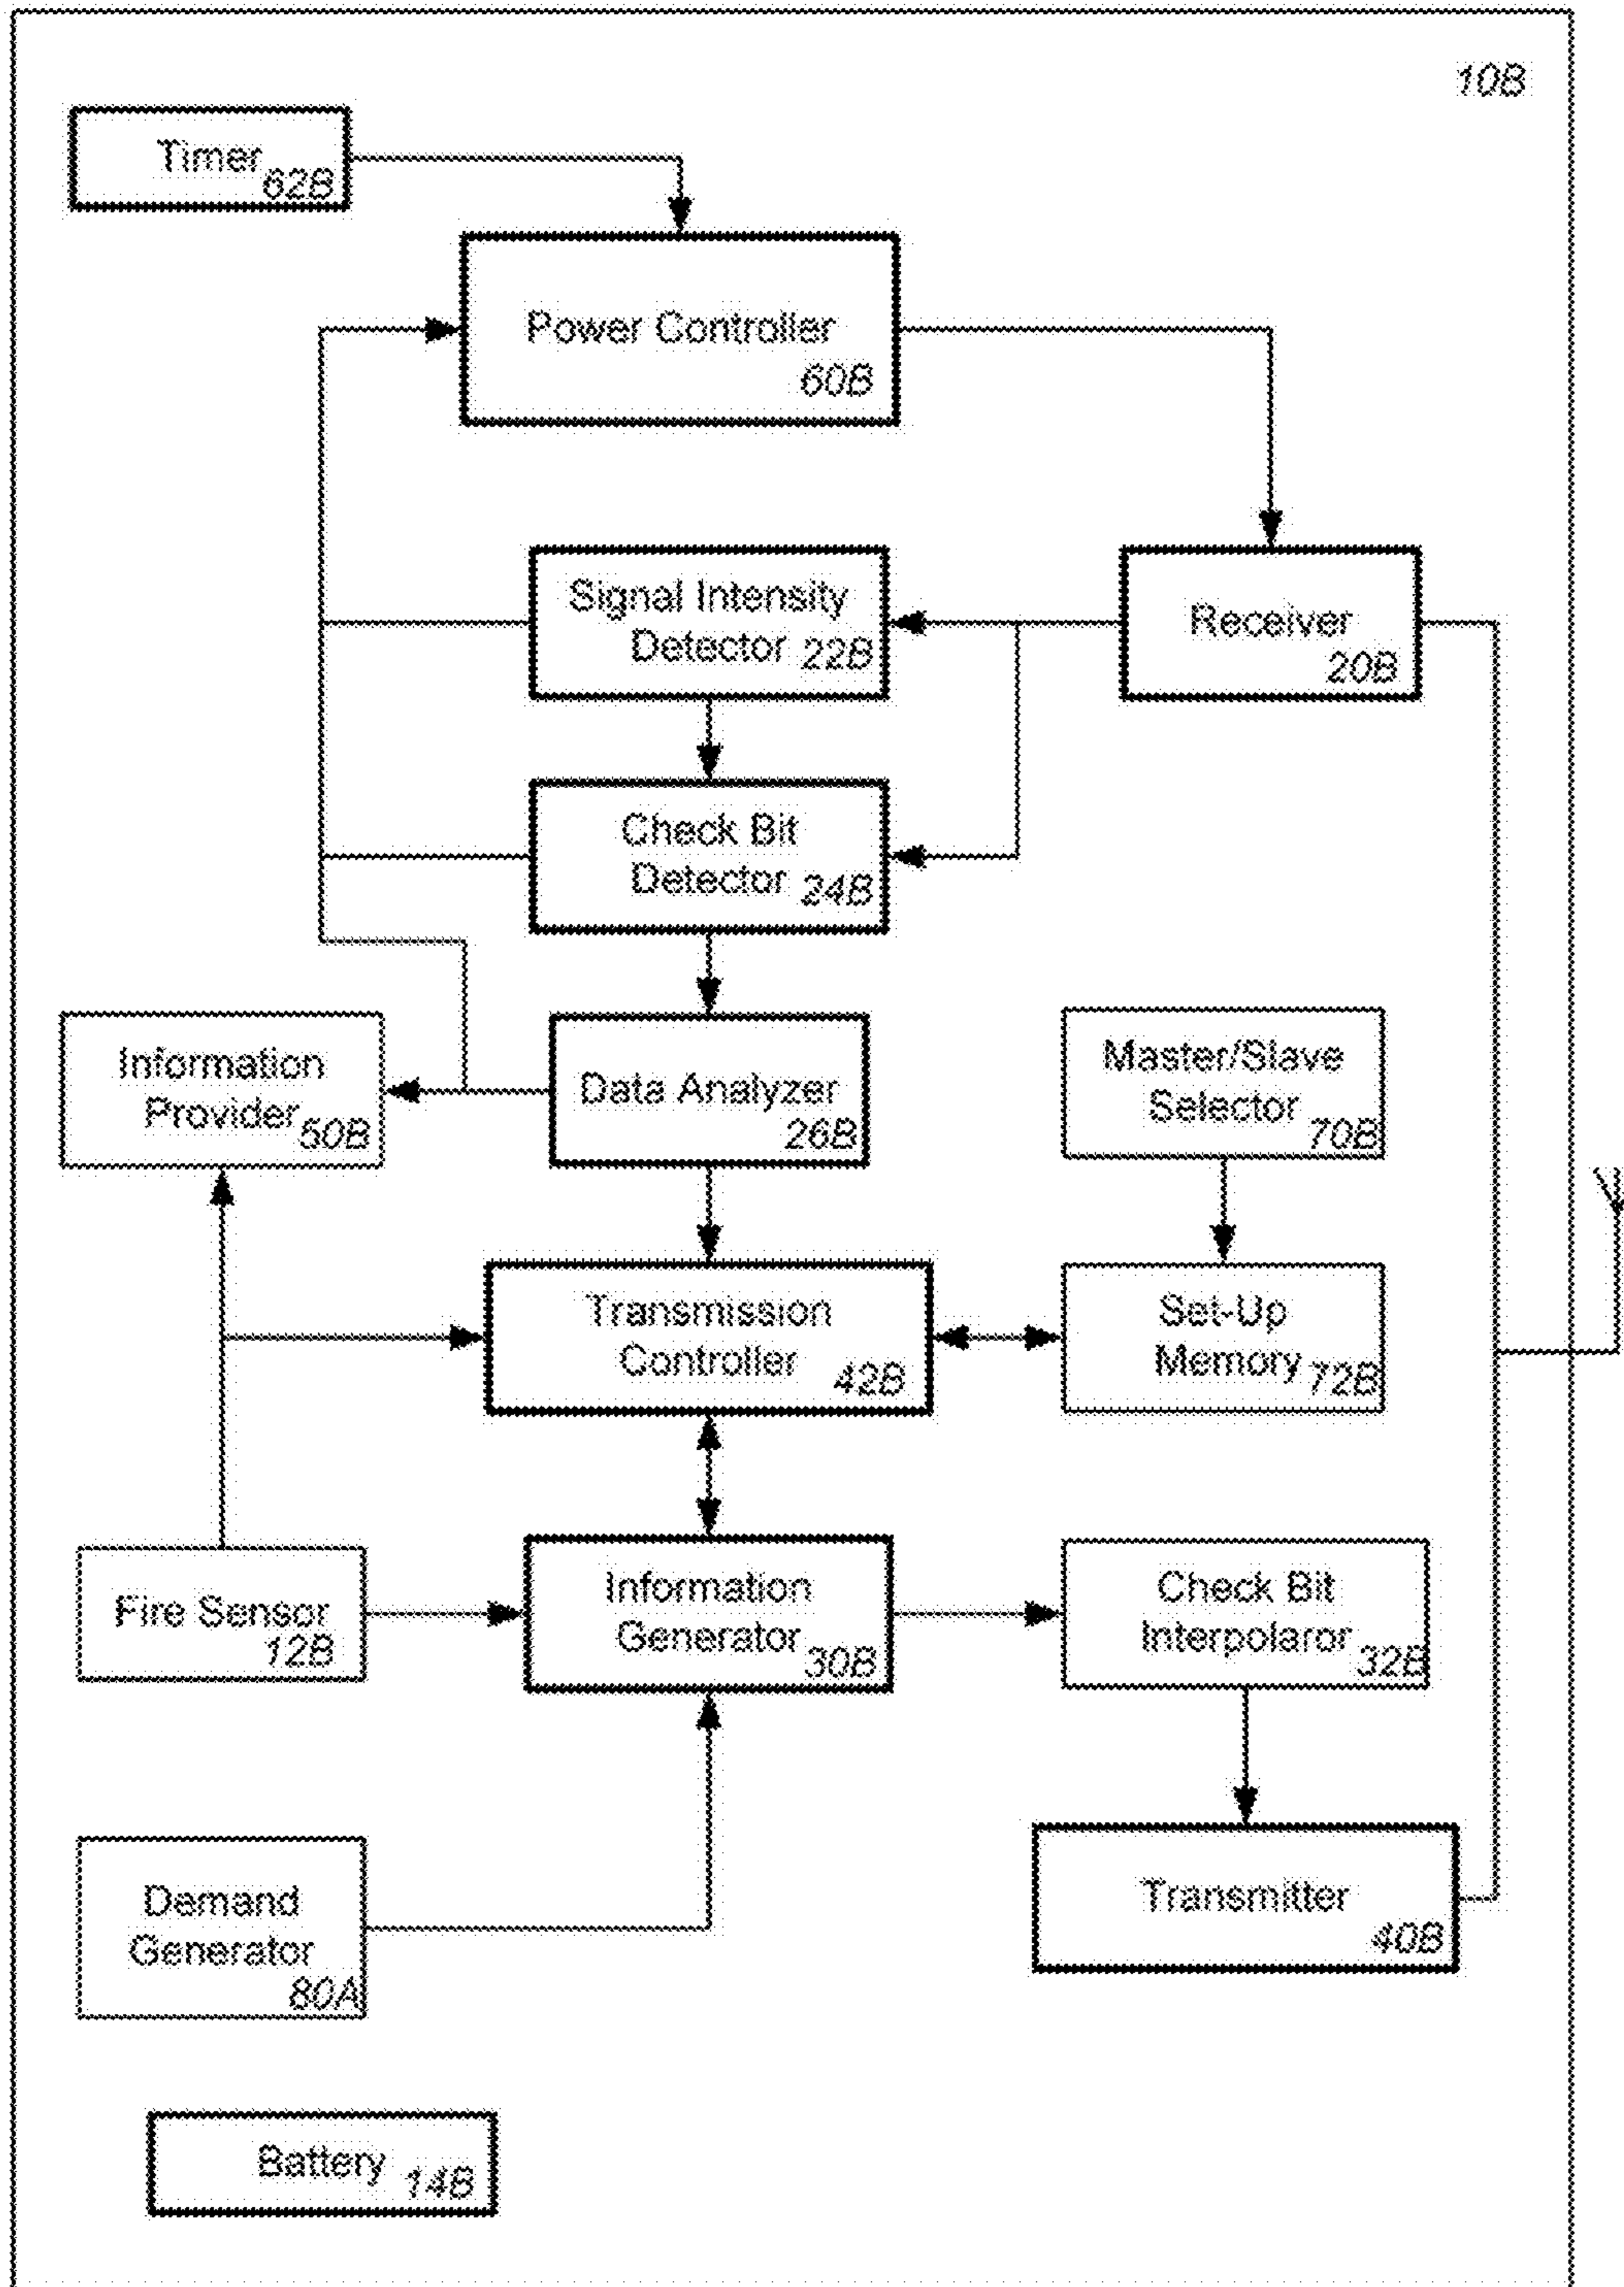 10B
Timer
62B
Power Controller
60B
Signal Intensity
Detector 22B
Receiver
20B
Check Bit
Detector 24B
Information
Provider
50B
Data Analyzer
26B
Master/Slave
Selector
70B
Transmission
Controller
42B
Set-Up
Memory
72B
Fire Sensor
12B
Information
Generator
30B
Check Bit
Interpolaror
32B
Demand
Generator
80A
Transmitter
40B
Battery 14B